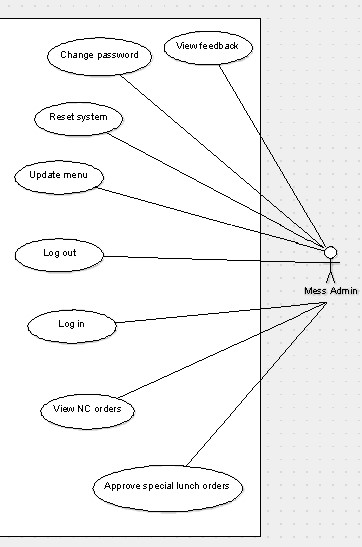 View feedback
Change password
Reset system
Update menu
Log out
Mess Admin
Log in
View NC orders
Approve special lunch orders